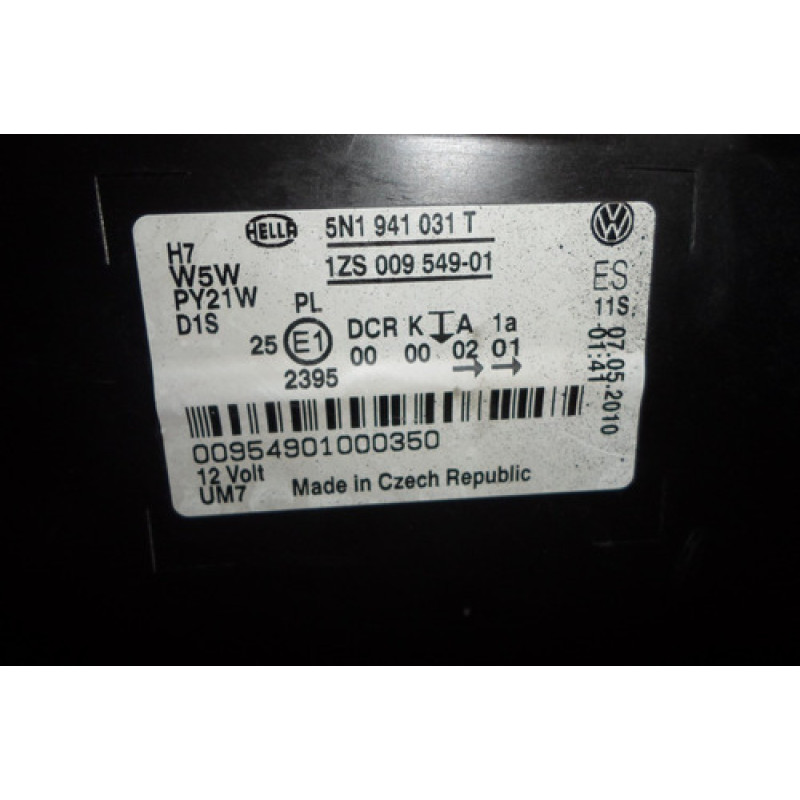 HELLA 5N1 941 031 T
1ZS 009 549-01
H7
W5W
PY21W
D1S
PL
25 E1 DCR K A 1a
00 00 02 01
2395
00954901000350
12 Volt
UM7
Made in Czech Republic
VW
ES
11S. 07.05.2010
01:41